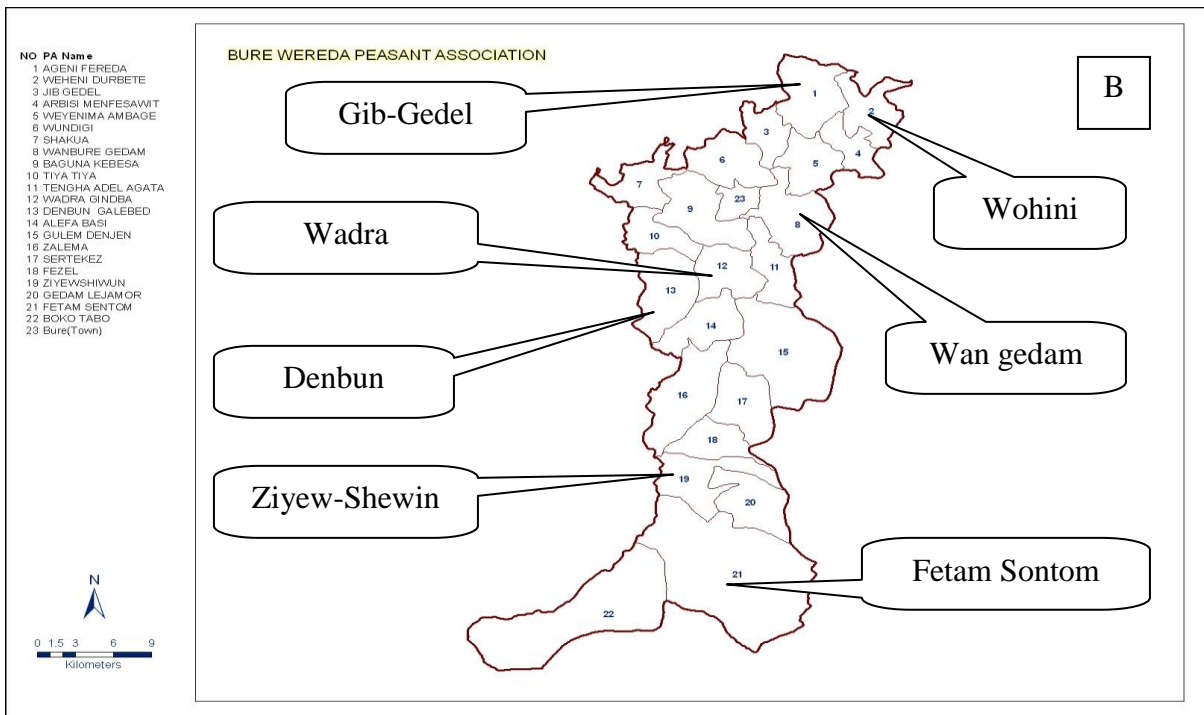 BURE WEREDA PEASANT ASSOCIATION
B
NO PA Name
1 AGENI FEREDA
2 WEHENI DURBETE
3 JIB GEDEL
4 ARBISI MENFESAWIT
5 WEYENIMA AMBAGE
6 WUNDIGI
7 SHAKUA
8 WANBURE GEDAM
9 BAGUNA KEBESA
10 TIYA TIYA
11 TENGHA ADEL AGATA
12 WADRA GINDBA
13 DENBUN GALEBED
14 ALEFA BASI
15 GULEM DENJEN
16 ZALEMA
17 SERTEKEZ
18 FEZEL
19 ZIYEWSHIWUN
20 GEDAM LEJAMOR
21 FETAM SENTOM
22 BOKO TABO
23 Bure(Town)
Gib-Gedel
Wohini
Wadra
Wan gedam
Denbun
Ziyew-Shewin
Fetam Sontom
1
2
3
4
5
6
7
23
9
8
10
12
11
13
14
15
16
17
18
19
20
21
22
N
0 1.5 3 6 9
Kilometers